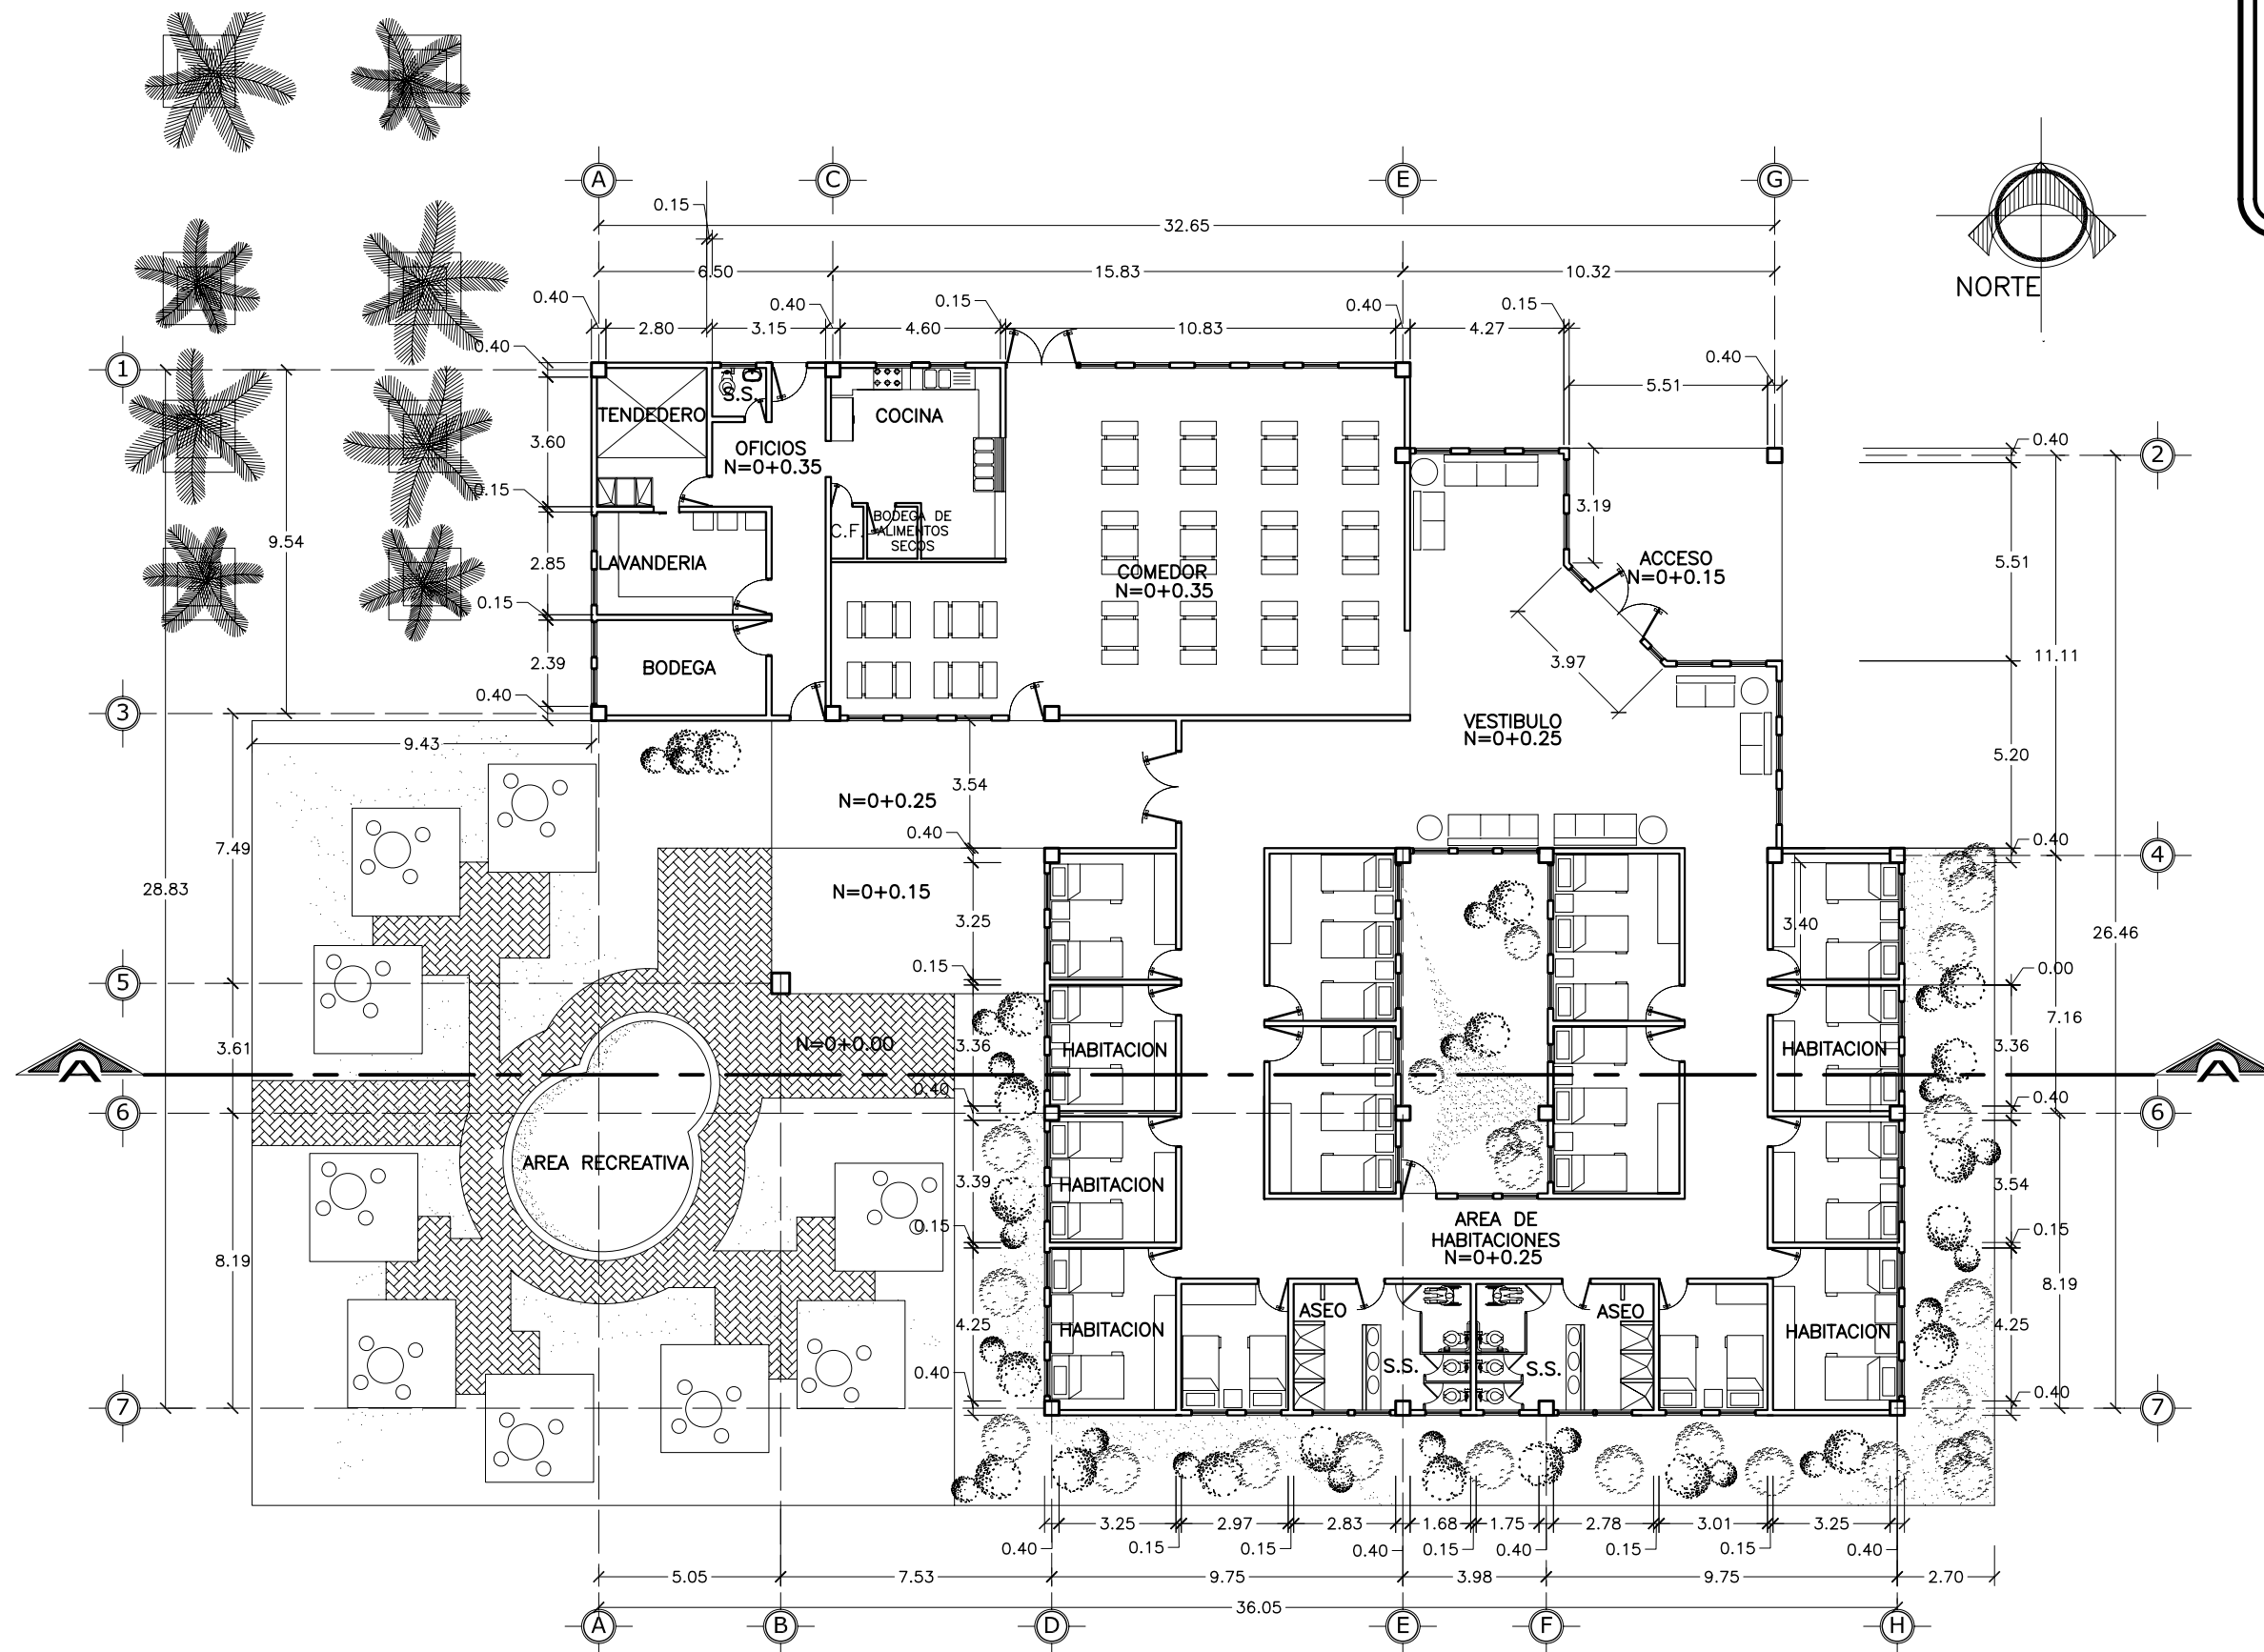 A
C
E
G
0.15
32.65
6.50
15.83
10.32
NORTE
0.40
0.40
0.15
0.40
0.15
2.80
3.15
4.60
10.83
4.27
0.40
0.40
5.51
1
S.S.
TENDEDERO
COCINA
3.60
OFICIOS
N=0+0.35
0.40
2
0.15
3.19
C.F.
BODEGA DE
ALIMENTOS
SECOS
9.54
2.85
LAVANDERIA
COMEDOR
N=0+0.35
ACCESO
N=0+0.15
5.51
0.15
2.39
BODEGA
3.97
11.11
0.40
3
9.43
VESTIBULO
N=0+0.25
5.20
3.54
N=0+0.25
0.40
0.40
7.49
4
28.83
N=0+0.15
3.25
3.40
26.46
0.15
0.00
5
7.16
3.61
N=0+0.00
3.36
HABITACION
HABITACION
3.36
A
A
0.40
0.40
6
6
AREA RECREATIVA
3.39
HABITACION
3.54
0.15
AREA DE
HABITACIONES
N=0+0.25
0.15
8.19
8.19
ASEO
ASEO
4.25
HABITACION
HABITACION
4.25
S.S.
S.S.
0.40
0.40
7
7
3.25
2.97
2.83
1.68
1.75
2.78
3.01
3.25
0.40
0.15
0.15
0.40
0.15
0.40
0.15
0.15
0.40
5.05
7.53
9.75
3.98
9.75
2.70
36.05
A
B
D
E
F
H